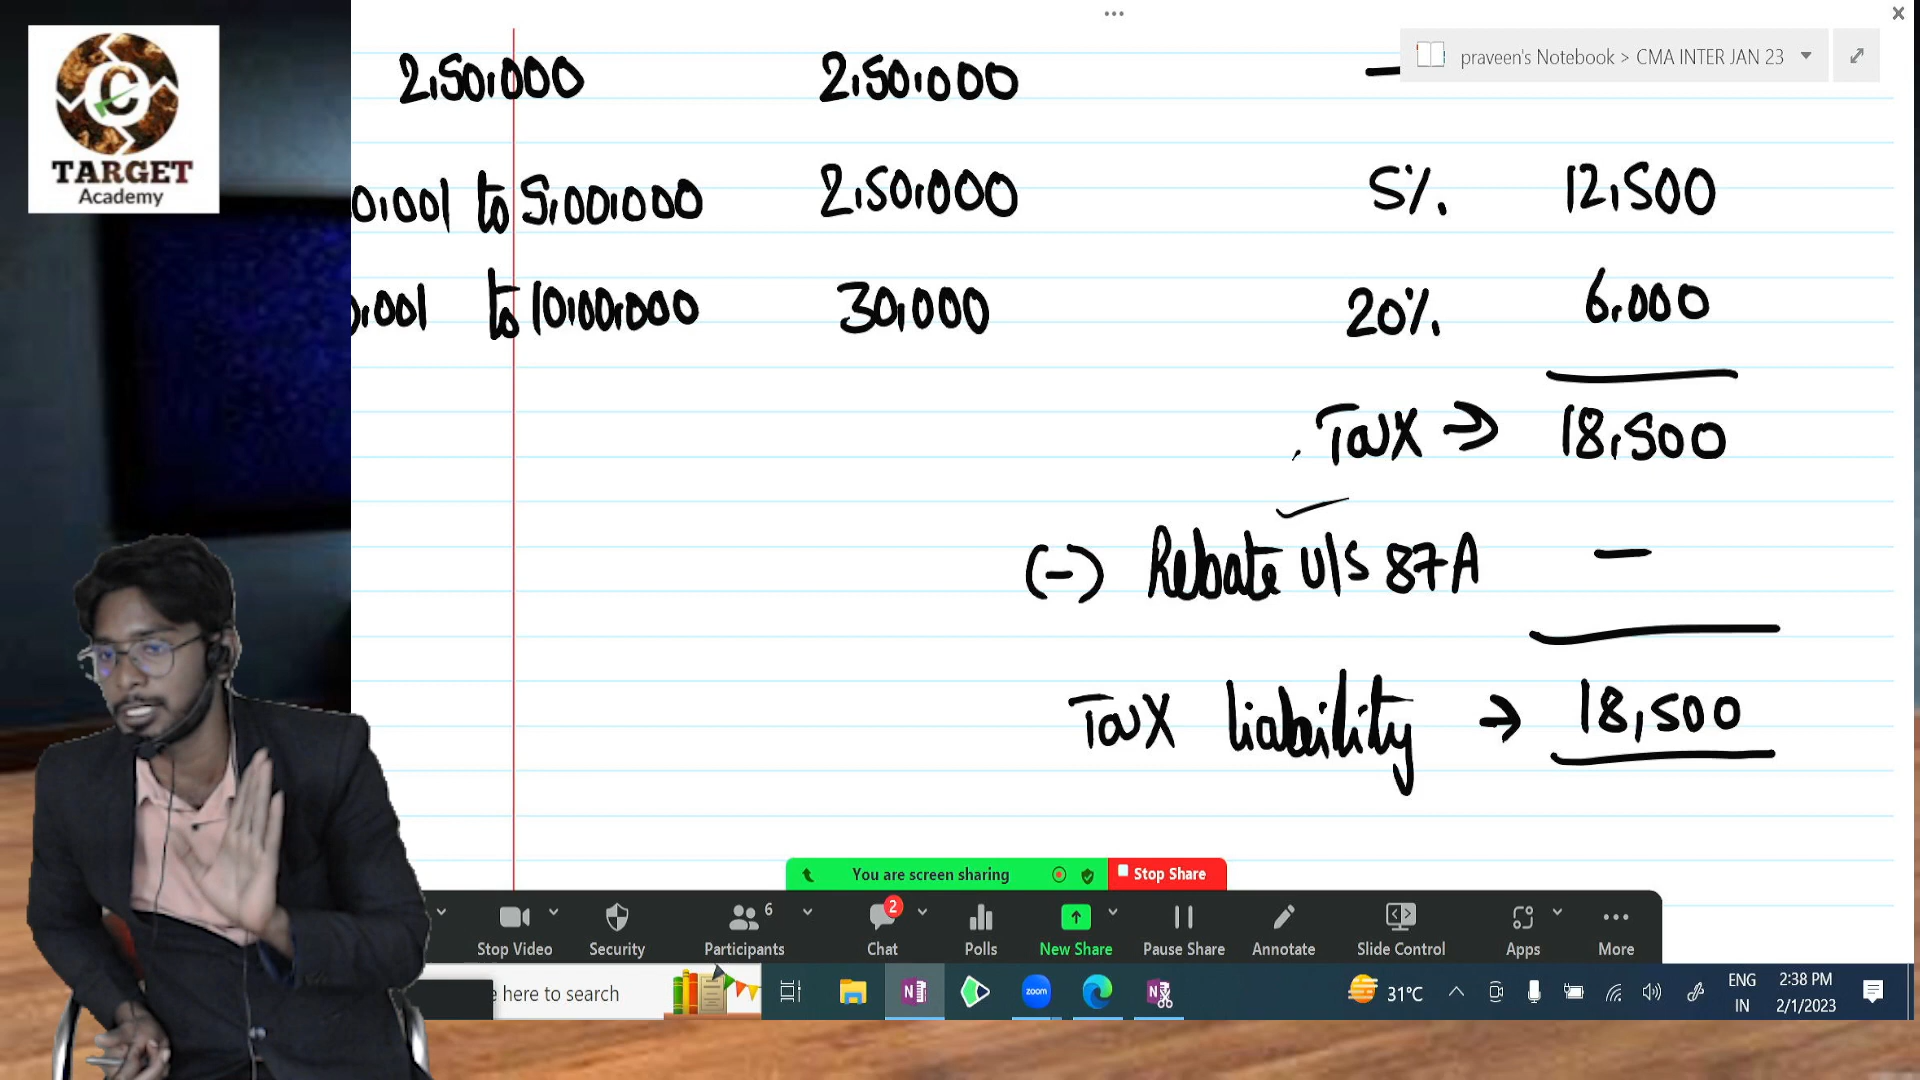 TARGET
Academy
praveen's Notebook > CMA INTER JAN 23
2,50,000 2,50,000 —
0,001 to 5,00,000 2,50,000 5%. 12,500
0,001 to 10,00,000 30,000 20%. 6,000
Tax → 18,500
(-) Rebate U/S 87A —
Tax liability → 18,500
You are screen sharing Stop Share
6 2
Stop Video Security Participants Chat Polls New Share Pause Share Annotate Slide Control Apps More
e here to search zoom 31°C ENG 2:38 PM
IN 2/1/2023